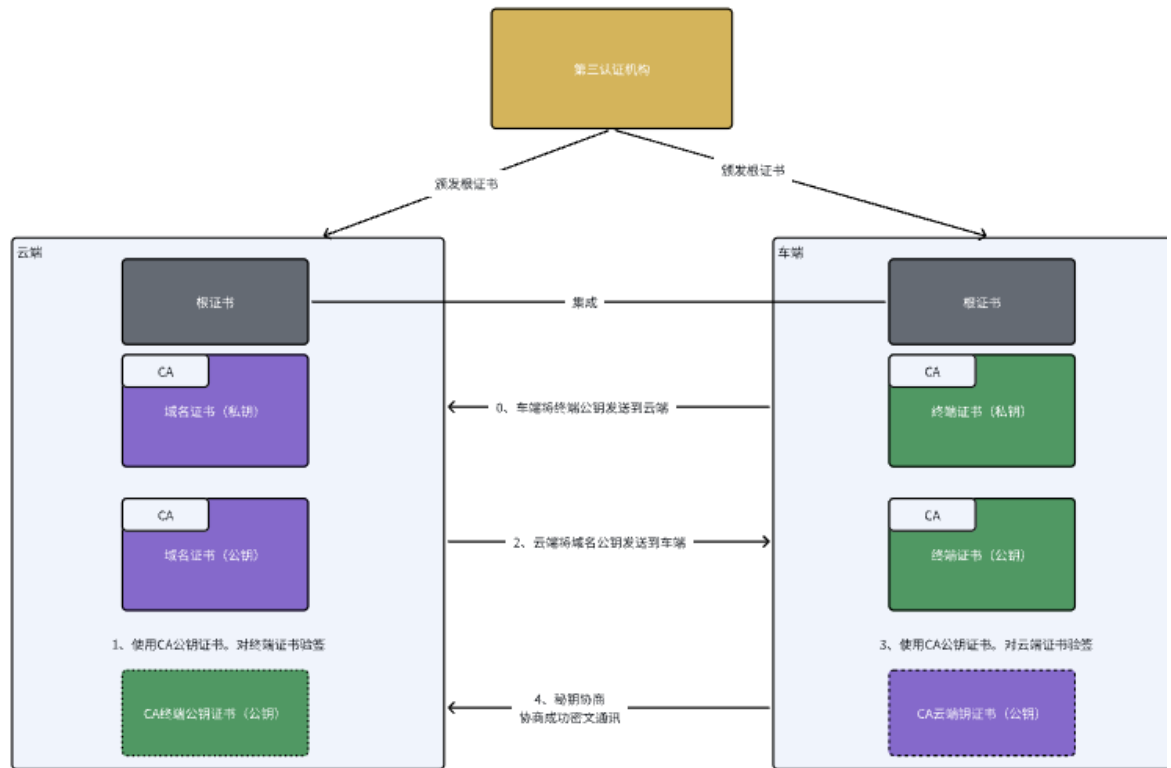 第三认证机构
颁发根证书
颁发根证书
云端
车端
根证书
集成
根证书
CA
域名证书（私钥）
0、车端将终端公钥发送到云端
CA
终端证书（私钥）
CA
域名证书（公钥）
2、云端将域名公钥发送到车端
CA
终端证书（公钥）
1、使用CA公钥证书。对终端证书验签
3、使用CA公钥证书。对云端证书验签
CA终端公钥证书（公钥）
4、秘钥协商
协商成功密文通讯
CA云端钥证书（公钥）